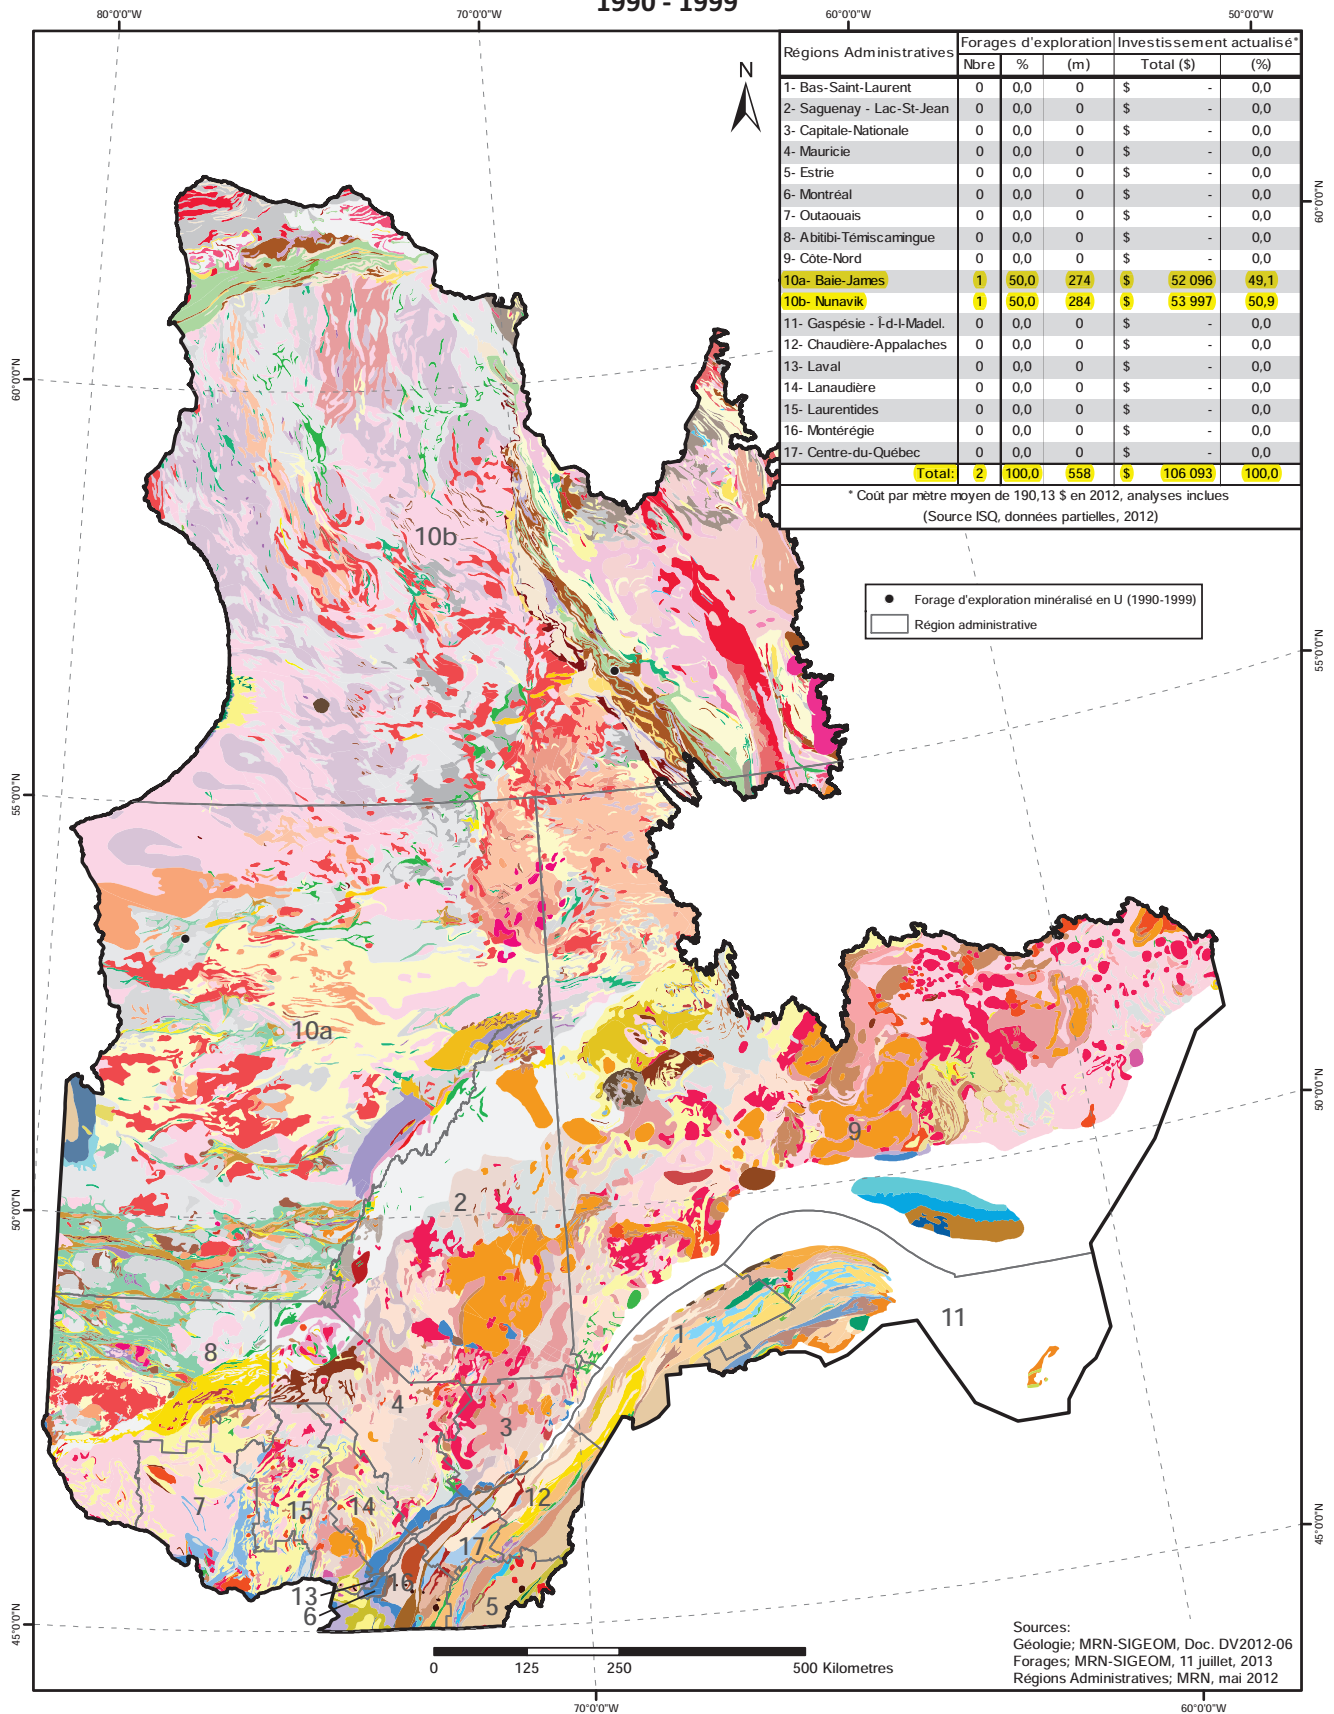 1990 - 1999
80°0'0"W 70°0'0"W 60°0'0"W 50°0'0"W
Régions Administratives Forages d'exploration Investissement actualisé*
Nbre % (m) Total ($) (%)
1- Bas-Saint-Laurent 0 0,0 0 $ - 0,0
2- Saguenay - Lac-St-Jean 0 0,0 0 $ - 0,0
3- Capitale-Nationale 0 0,0 0 $ - 0,0
4- Mauricie 0 0,0 0 $ - 0,0
5- Estrie 0 0,0 0 $ - 0,0
6- Montréal 0 0,0 0 $ - 0,0
7- Outaouais 0 0,0 0 $ - 0,0
8- Abitibi-Témiscamingue 0 0,0 0 $ - 0,0
9- Côte-Nord 0 0,0 0 $ - 0,0
10a- Baie-James 1 50,0 274 $ 52 096 49,1
10b- Nunavik 1 50,0 284 $ 53 997 50,9
11- Gaspésie - Î-d-l-Madel. 0 0,0 0 $ - 0,0
12- Chaudière-Appalaches 0 0,0 0 $ - 0,0
13- Laval 0 0,0 0 $ - 0,0
14- Lanaudière 0 0,0 0 $ - 0,0
15- Laurentides 0 0,0 0 $ - 0,0
16- Montérégie 0 0,0 0 $ - 0,0
17- Centre-du-Québec 0 0,0 0 $ - 0,0
Total: 2 100,0 558 $ 106 093 100,0
* Coût par mètre moyen de 190,13 $ en 2012, analyses inclues
(Source ISQ, données partielles, 2012)
N
60°0'0"N
60°0'0"N
10b
Forage d'exploration minéralisé en U (1990-1999)
Région administrative
55°0'0"N
55°0'0"N
10a
50°0'0"N
9
2
50°0'0"N
11
1
8
4
3
12
7
15
14
45°0'0"N
17
16
13
5
6
45°0'0"N
Sources:
Géologie; MRN-SIGEOM, Doc. DV2012-06
Forages; MRN-SIGEOM, 11 juillet, 2013
Régions Administratives; MRN, mai 2012
0 125 250 500 Kilometres
70°0'0"W 60°0'0"W